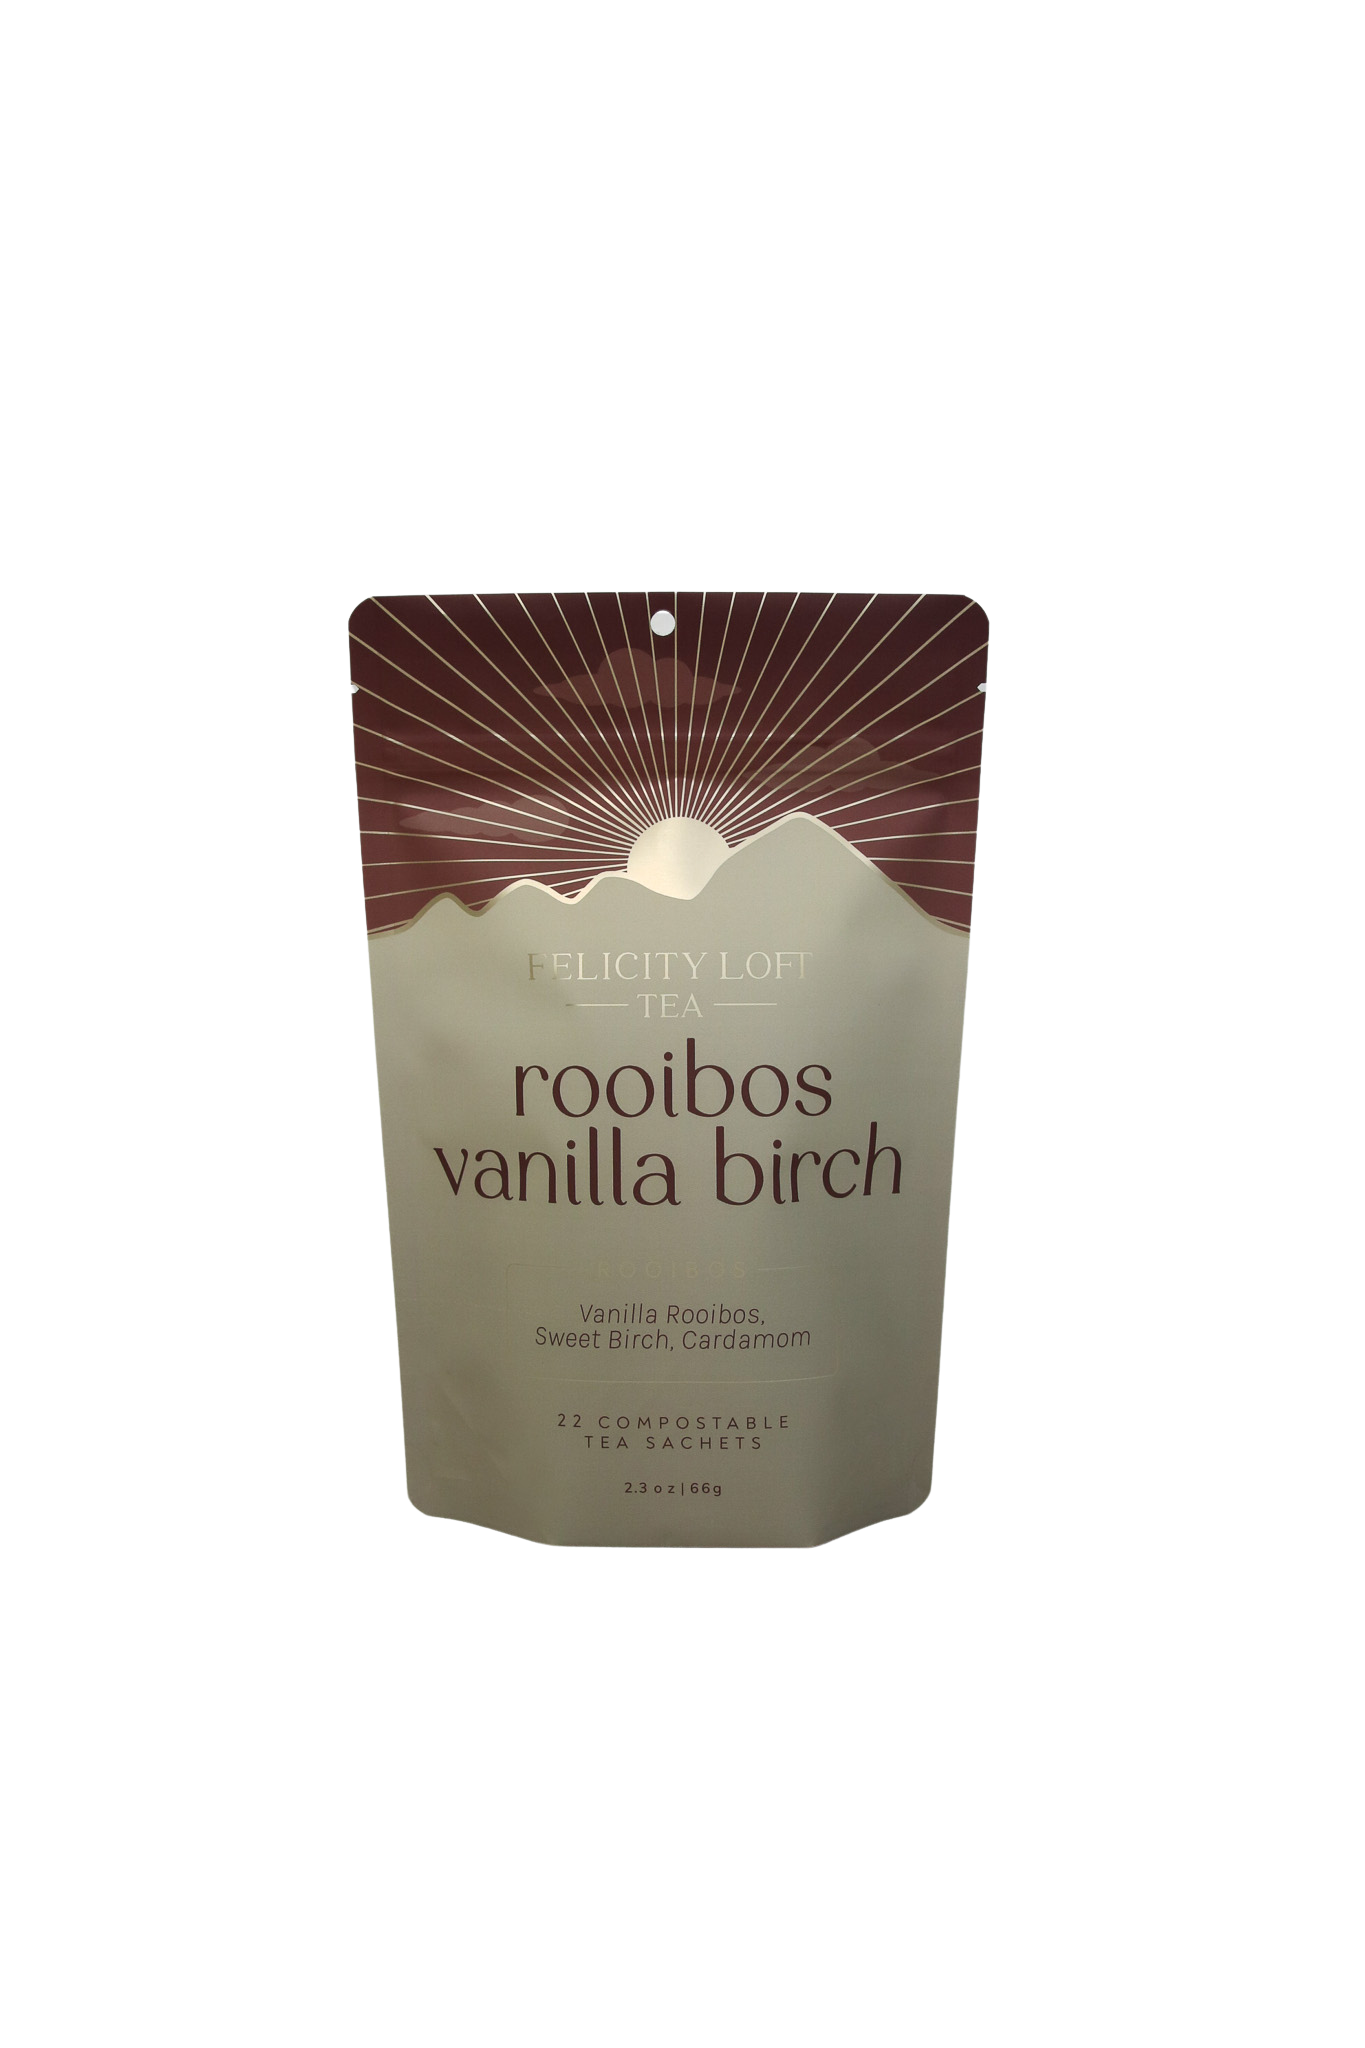 FELICITY LOFT
TEA
rooibos
vanilla birch
ROOIBOS
Vanilla Rooibos,
Sweet Birch, Cardamom
22 COMPOSTABLE
TEA SACHETS
2.3 oz | 66g